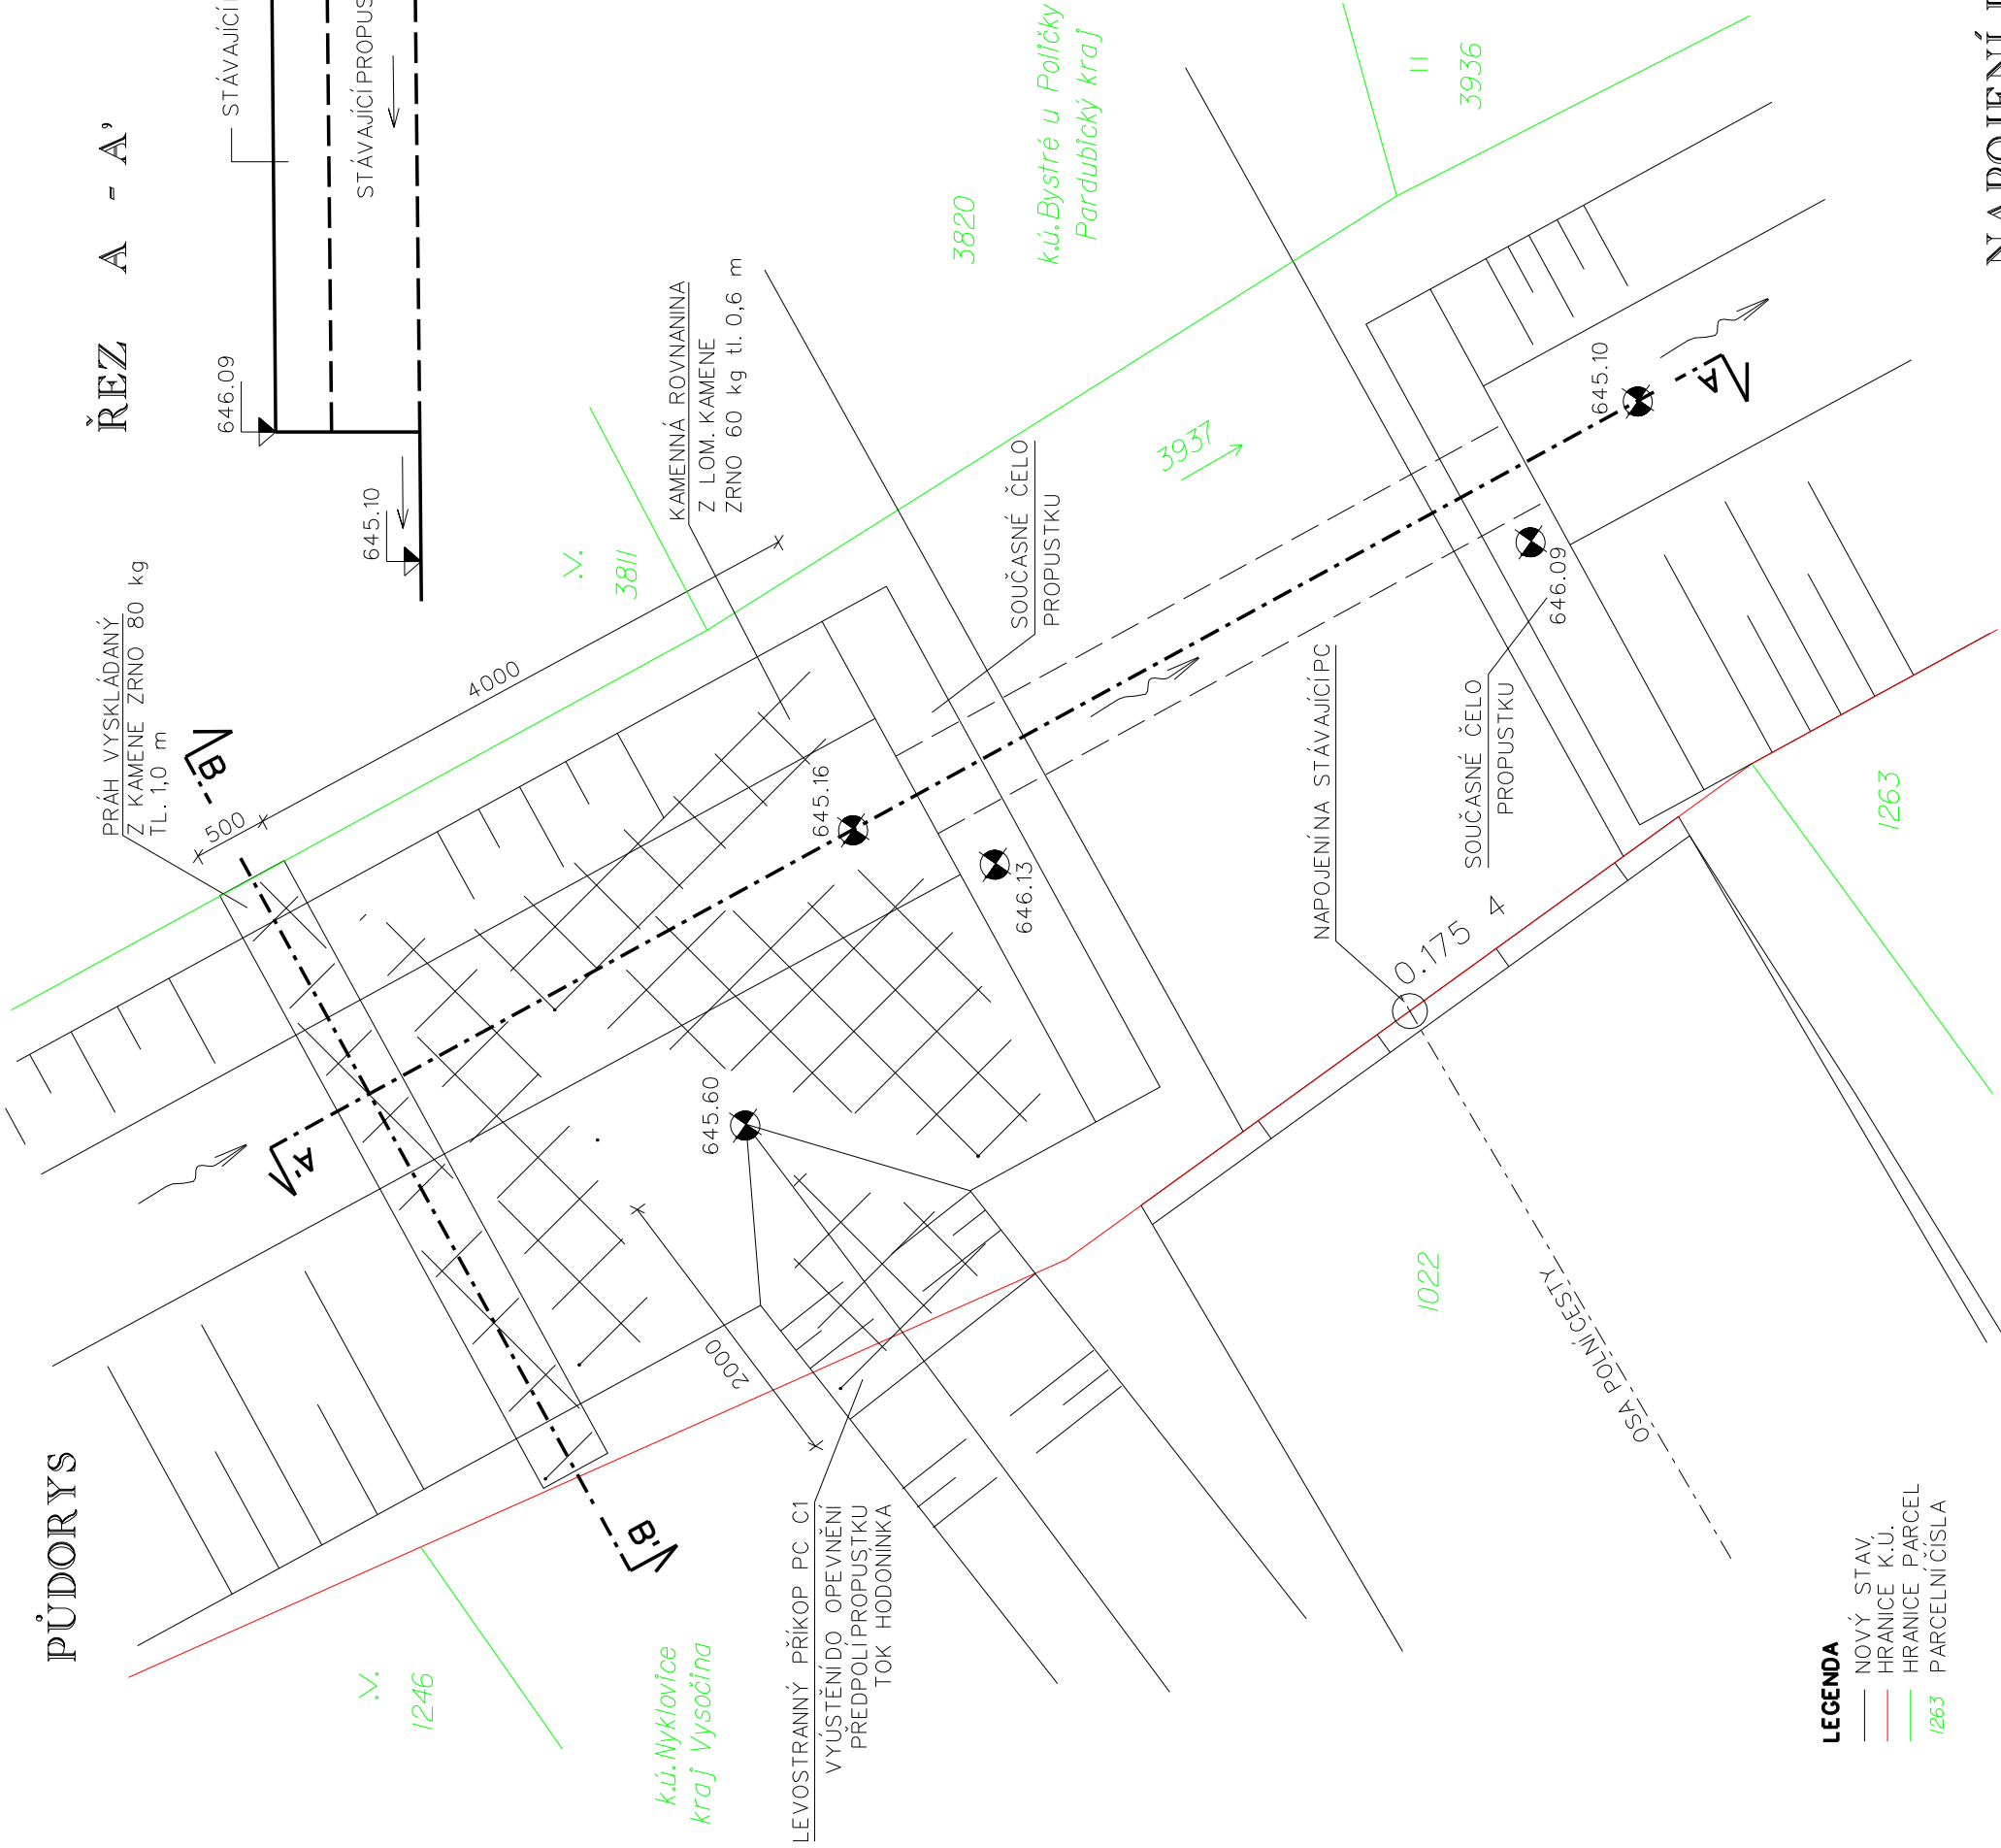 PŮDORYS
ŘEZ A - A'
646.09
645.10
STÁVAJÍCÍ
STÁVAJÍCÍ PROPUS
PRÁH VYSKLÁDANÝ
Z KAMENE ZRNO 80 kg
TL. 1,0 m
B
500
4000
.V.
3811
KAMENNÁ ROVNANINA
Z LOM. KAMENE
ZRNO 60 kg tl. 0,6 m
3820
k.ú. Bystré u Poličky
Pardubický kraj
II
3936
A'
645.60
645.16
646.13
SOUČASNÉ ČELO
PROPUSTKU
3937
645.10
A
646.09
SOUČASNÉ ČELO
PROPUSTKU
NAPOJENÍ NA STÁVAJÍCÍ PC
0.175 4
1263
1022
OSA POLNÍ CESTY
2000
B'
.V.
1246
k.ú. Nyklovice
kraj Vysočina
LEVOSTRANNÝ PŘÍKOP PC C1
VYÚSTĚNÍ DO OPEVNĚNÍ
PŘEDPOLÍ PROPUSTKU
TOK HODONÍNKA
LEGENDA
NOVÝ STAV
HRANICE K.Ú.
HRANICE PARCEL
1263 PARCELNÍ ČÍSLA
NAPOJENÍ